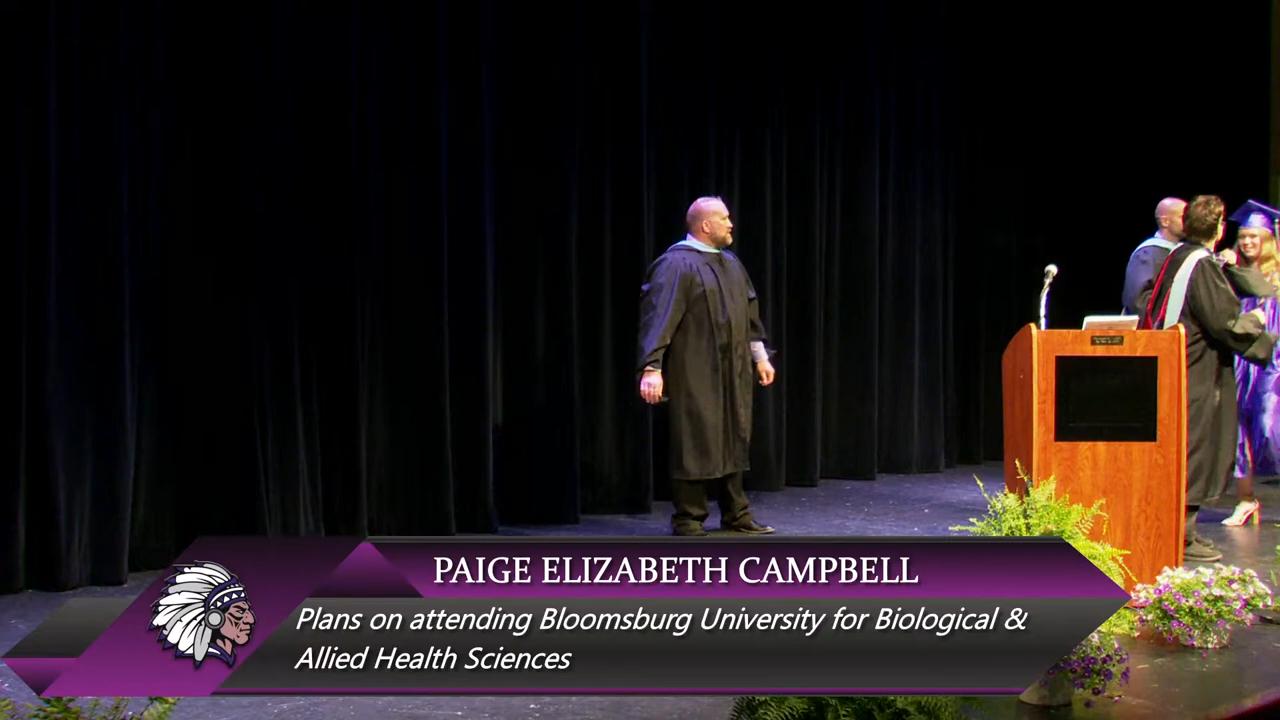 PAIGE ELIZABETH CAMPBELL
Plans on attending Bloomsburg University for Biological &
Allied Health Sciences